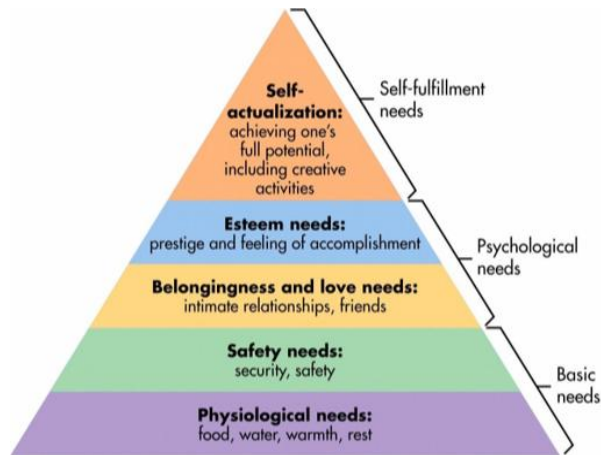 Self-
actualization:
achieving one's
full potential,
including creative
activities
Self-fulfillment
needs
Esteem needs:
prestige and feeling of accomplishment
Psychological
needs
Belongingness and love needs:
intimate relationships, friends
Safety needs:
security, safety
Basic
needs
Physiological needs:
food, water, warmth, rest